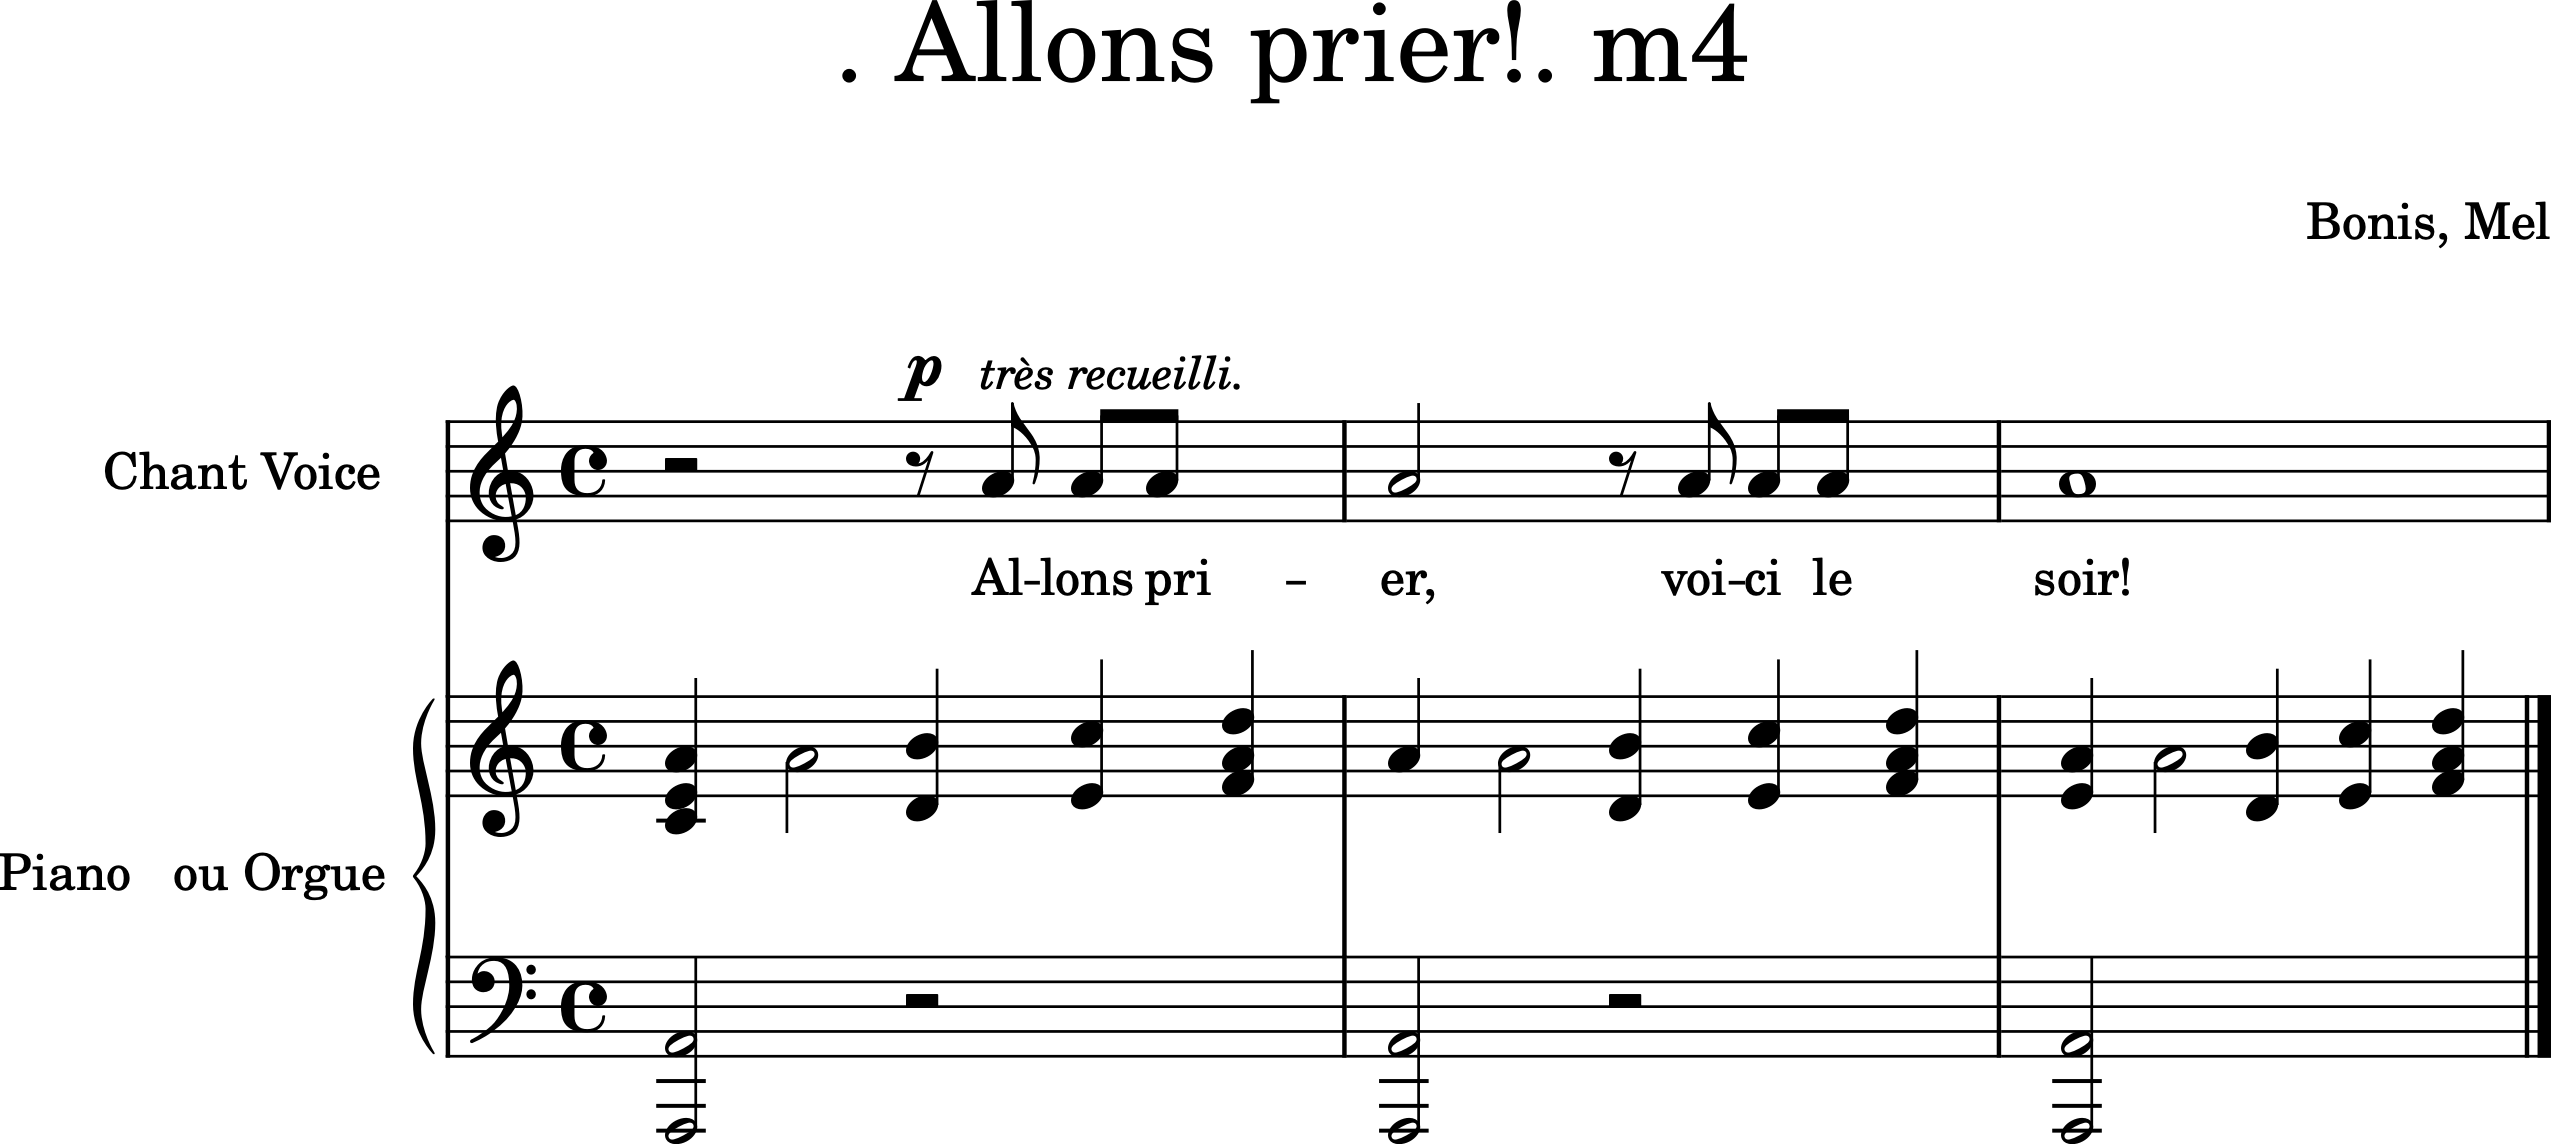 . Allons prier!. m4
Bonis, Mel
p très recueilli.
Chant Voice
Al-lons pri - er, voi-ci le soir!
Piano ou Orgue